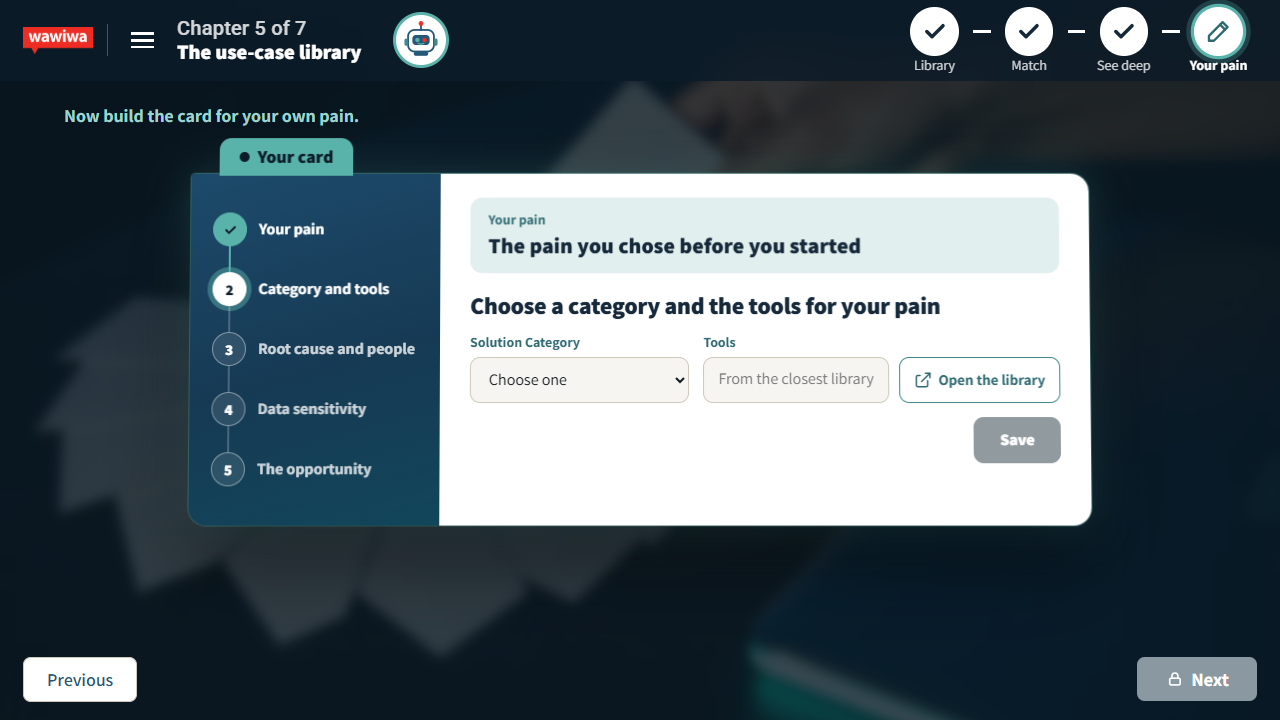 wawiwa
Chapter 5 of 7
The use-case library
Library
Match
See deep
Your pain
Now build the card for your own pain.
Your card
Your pain
2 Category and tools
3 Root cause and people
4 Data sensitivity
5 The opportunity
Your pain
The pain you chose before you started
Choose a category and the tools for your pain
Solution Category
Tools
Choose one
From the closest library
Open the library
Save
Previous
Next